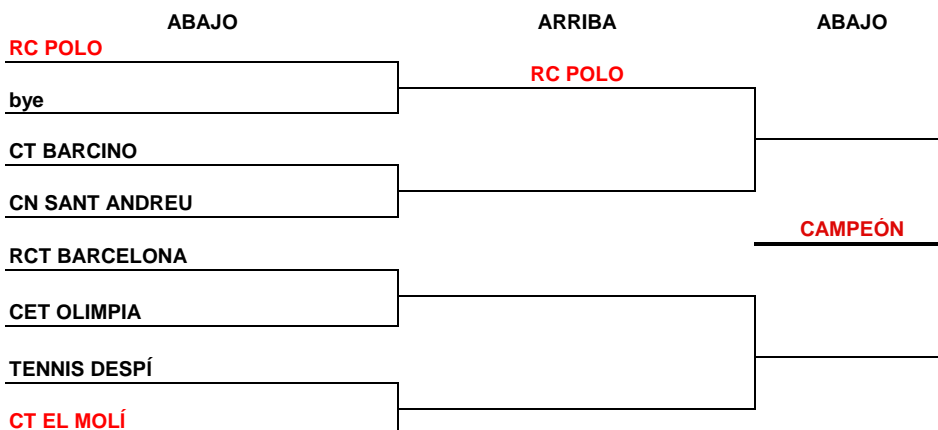 ABAJO ARRIBA ABAJO
RC POLO
RC POLO
bye
CT BARCINO
CN SANT ANDREU
CAMPEÓN
RCT BARCELONA
CET OLIMPIA
TENNIS DESPÍ
CT EL MOLÍ